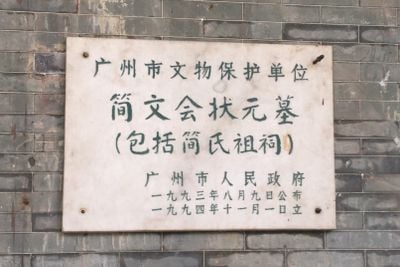 广州市文物保护单位
简文会状元墓
(包括简氏祖祠)
广州市人民政府
一九九三年八月九日公布
一九九四年十一月一日立